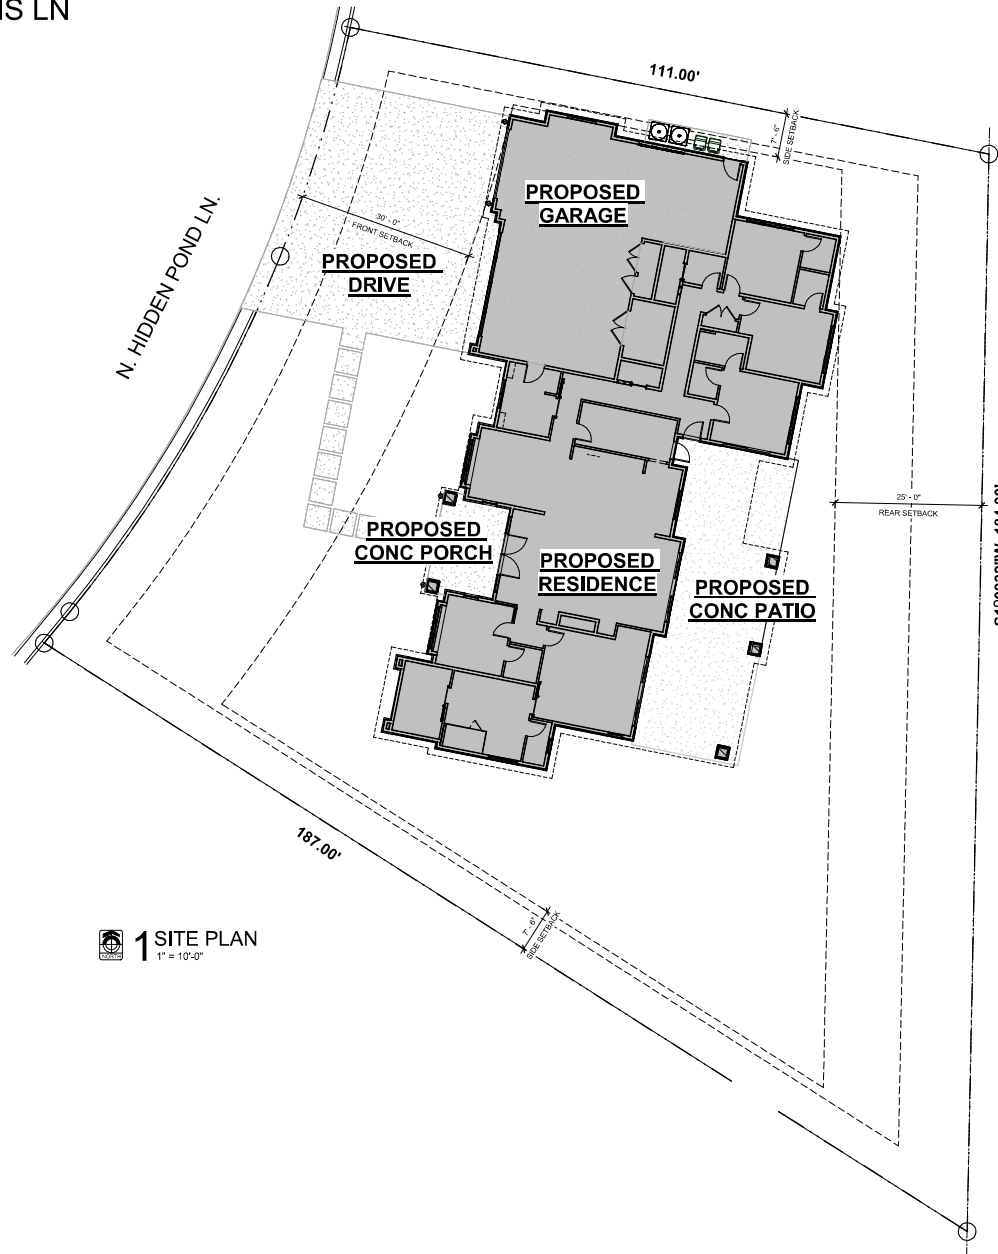 NS LN
111.00'
7' - 6"
SIDE SETBACK
PROPOSED
GARAGE
30' - 0"
FRONT SETBACK
PROPOSED
DRIVE
N. HIDDEN POND LN.
25' - 0"
REAR SETBACK
PROPOSED
CONC PORCH
PROPOSED
RESIDENCE
PROPOSED
CONC PATIO
187.00'
7' - 6"
SIDE SETBACK
NORTH
1 SITE PLAN
1" = 10'-0"